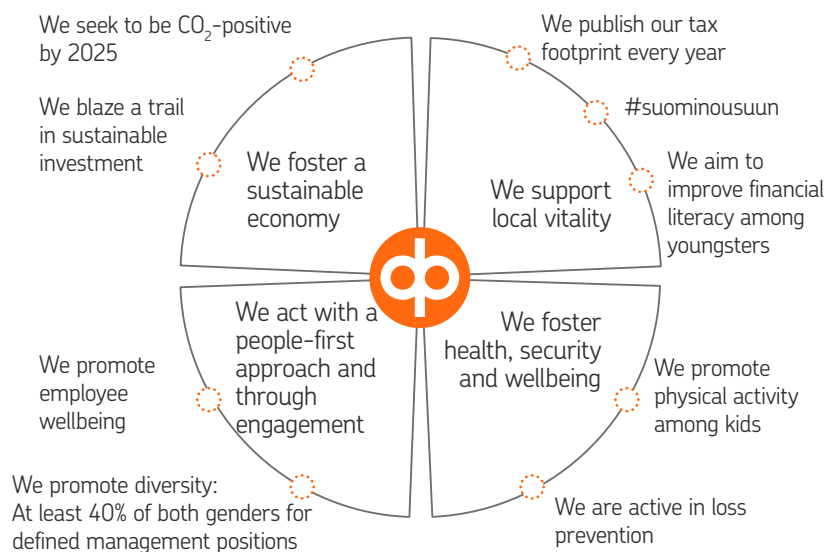 We seek to be CO₂-positive
by 2025
We blaze a trail
in sustainable
investment
We foster a
sustainable
economy
We publish our tax
footprint every year
#suominousuun
We aim to
improve financial
literacy among
youngsters
We support
local vitality
We act with a
people-first
approach and
through
engagement
We promote
employee
wellbeing
We promote diversity:
At least 40% of both genders for
defined management positions
We foster
health, security
and wellbeing
We promote
physical activity
among kids
We are active in loss
prevention